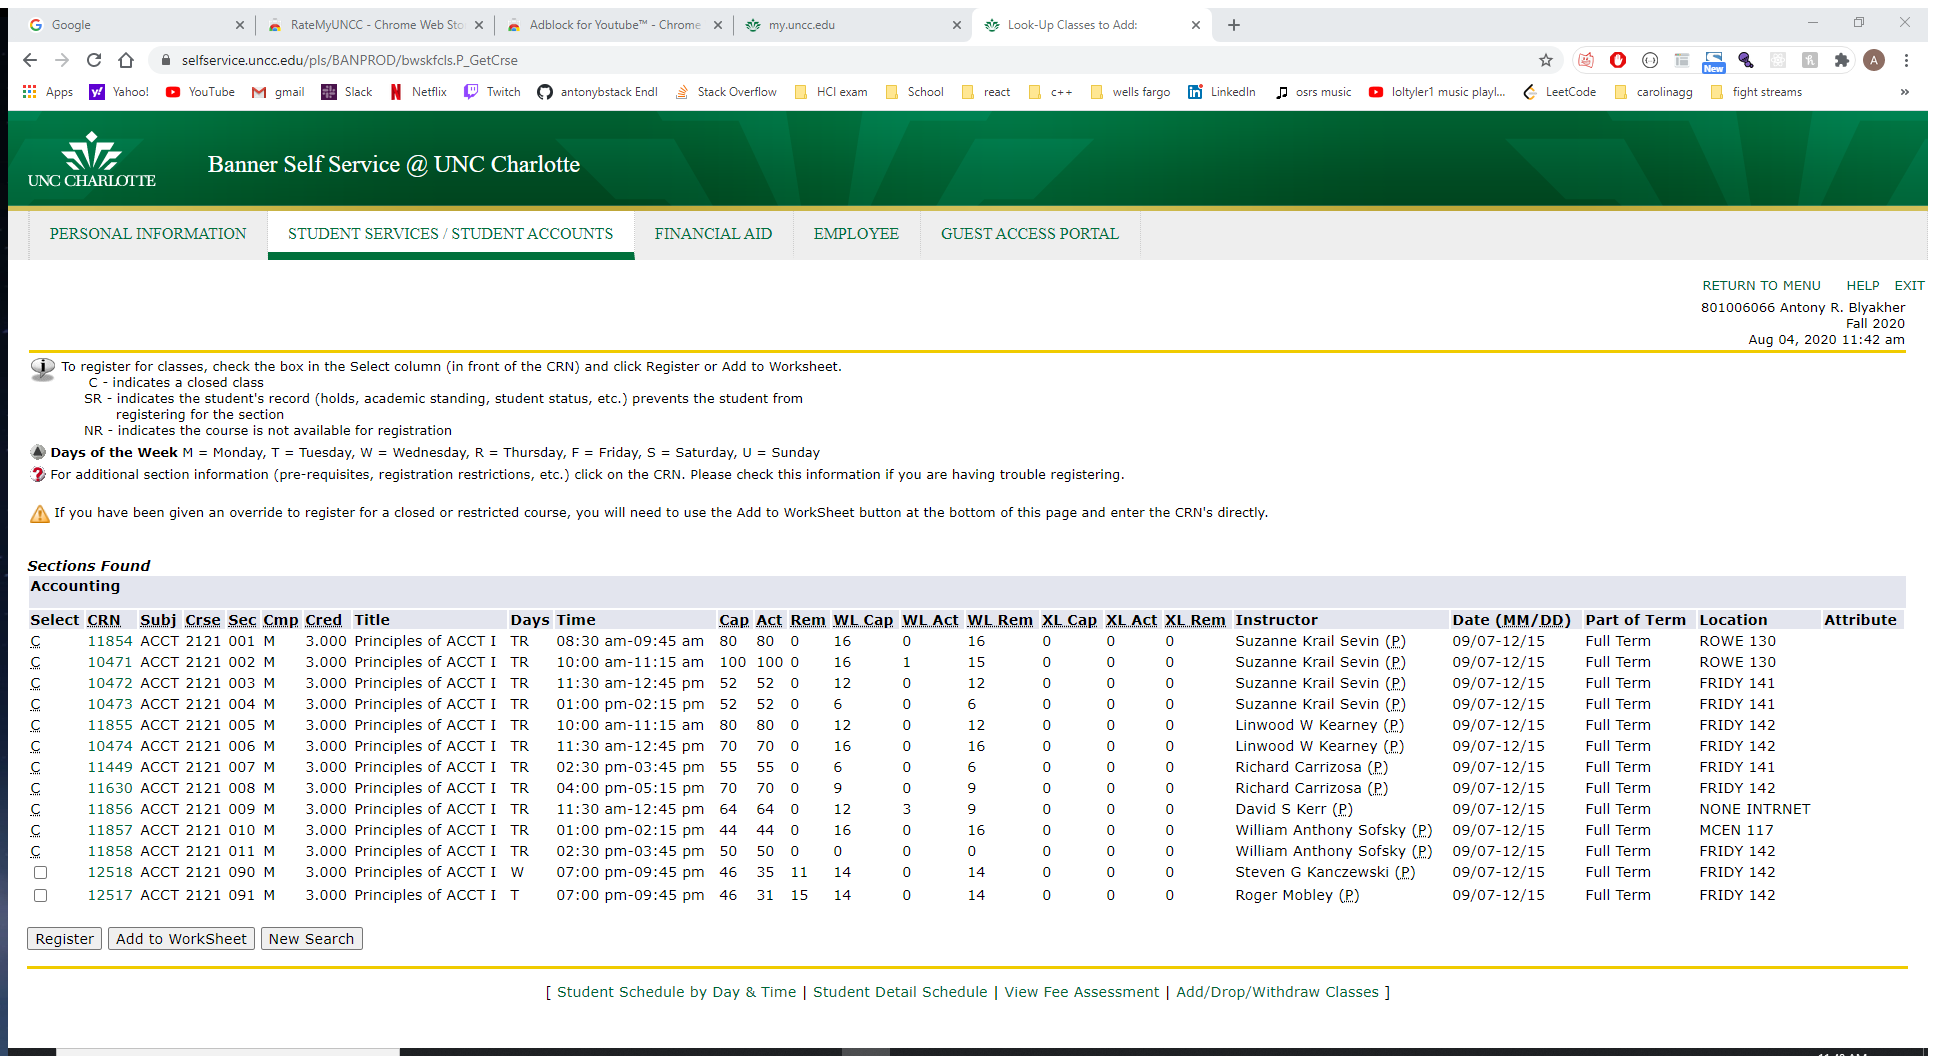 Google
RateMyUNCC - Chrome Web Sto
Adblock for Youtube™ - Chrome
my.uncc.edu
Look-Up Classes to Add:
selfservice.uncc.edu/pls/BANPROD/bwskfcls.P_GetCrse
New
A
Apps Yahoo! YouTube gmail Slack Netflix Twitch antonybstack Endl Stack Overflow HCI exam School react c++ wells fargo LinkedIn osrs music loltyler1 music playl... LeetCode carolinagg fight streams »
UNC CHARLOTTE
Banner Self Service @ UNC Charlotte
PERSONAL INFORMATION STUDENT SERVICES / STUDENT ACCOUNTS FINANCIAL AID EMPLOYEE GUEST ACCESS PORTAL
RETURN TO MENU HELP EXIT
801006066 Antony R. Blyakher
Fall 2020
Aug 04, 2020 11:42 am
To register for classes, check the box in the Select column (in front of the CRN) and click Register or Add to Worksheet.
C - indicates a closed class
SR - indicates the student's record (holds, academic standing, student status, etc.) prevents the student from
registering for the section
NR - indicates the course is not available for registration
Days of the Week M = Monday, T = Tuesday, W = Wednesday, R = Thursday, F = Friday, S = Saturday, U = Sunday
For additional section information (pre-requisites, registration restrictions, etc.) click on the CRN. Please check this information if you are having trouble registering.
If you have been given an override to register for a closed or restricted course, you will need to use the Add to WorkSheet button at the bottom of this page and enter the CRN's directly.
Sections Found
Accounting
Select CRN Subj Crse Sec Cmp Cred Title Days Time Cap Act Rem WL Cap WL Act WL Rem XL Cap XL Act XL Rem Instructor Date (MM/DD) Part of Term Location Attribute
C 11854 ACCT 2121 001 M 3.000 Principles of ACCT I TR 08:30 am-09:45 am 80 80 0 16 0 16 0 0 0 Suzanne Krail Sevin (P) 09/07-12/15 Full Term ROWE 130
C 10471 ACCT 2121 002 M 3.000 Principles of ACCT I TR 10:00 am-11:15 am 100 100 0 16 1 15 0 0 0 Suzanne Krail Sevin (P) 09/07-12/15 Full Term ROWE 130
C 10472 ACCT 2121 003 M 3.000 Principles of ACCT I TR 11:30 am-12:45 pm 52 52 0 12 0 12 0 0 0 Suzanne Krail Sevin (P) 09/07-12/15 Full Term FRIDY 141
C 10473 ACCT 2121 004 M 3.000 Principles of ACCT I TR 01:00 pm-02:15 pm 52 52 0 6 0 6 0 0 0 Suzanne Krail Sevin (P) 09/07-12/15 Full Term FRIDY 141
C 11855 ACCT 2121 005 M 3.000 Principles of ACCT I TR 10:00 am-11:15 am 80 80 0 12 0 12 0 0 0 Linwood W Kearney (P) 09/07-12/15 Full Term FRIDY 142
C 10474 ACCT 2121 006 M 3.000 Principles of ACCT I TR 11:30 am-12:45 pm 70 70 0 16 0 16 0 0 0 Linwood W Kearney (P) 09/07-12/15 Full Term FRIDY 142
C 11449 ACCT 2121 007 M 3.000 Principles of ACCT I TR 02:30 pm-03:45 pm 55 55 0 6 0 6 0 0 0 Richard Carrizosa (P) 09/07-12/15 Full Term FRIDY 141
C 11630 ACCT 2121 008 M 3.000 Principles of ACCT I TR 04:00 pm-05:15 pm 70 70 0 9 0 9 0 0 0 Richard Carrizosa (P) 09/07-12/15 Full Term FRIDY 142
C 11856 ACCT 2121 009 M 3.000 Principles of ACCT I TR 11:30 am-12:45 pm 64 64 0 12 3 9 0 0 0 David S Kerr (P) 09/07-12/15 Full Term NONE INTRNET
C 11857 ACCT 2121 010 M 3.000 Principles of ACCT I TR 01:00 pm-02:15 pm 44 44 0 16 0 16 0 0 0 William Anthony Sofsky (P) 09/07-12/15 Full Term MCEN 117
C 11858 ACCT 2121 011 M 3.000 Principles of ACCT I TR 02:30 pm-03:45 pm 50 50 0 0 0 0 0 0 0 William Anthony Sofsky (P) 09/07-12/15 Full Term FRIDY 142
12518 ACCT 2121 090 M 3.000 Principles of ACCT I W 07:00 pm-09:45 pm 46 35 11 14 0 14 0 0 0 Steven G Kanczewski (P) 09/07-12/15 Full Term FRIDY 142
12517 ACCT 2121 091 M 3.000 Principles of ACCT I T 07:00 pm-09:45 pm 46 31 15 14 0 14 0 0 0 Roger Mobley (P) 09/07-12/15 Full Term FRIDY 142
Register Add to WorkSheet New Search
[ Student Schedule by Day & Time | Student Detail Schedule | View Fee Assessment | Add/Drop/Withdraw Classes ]